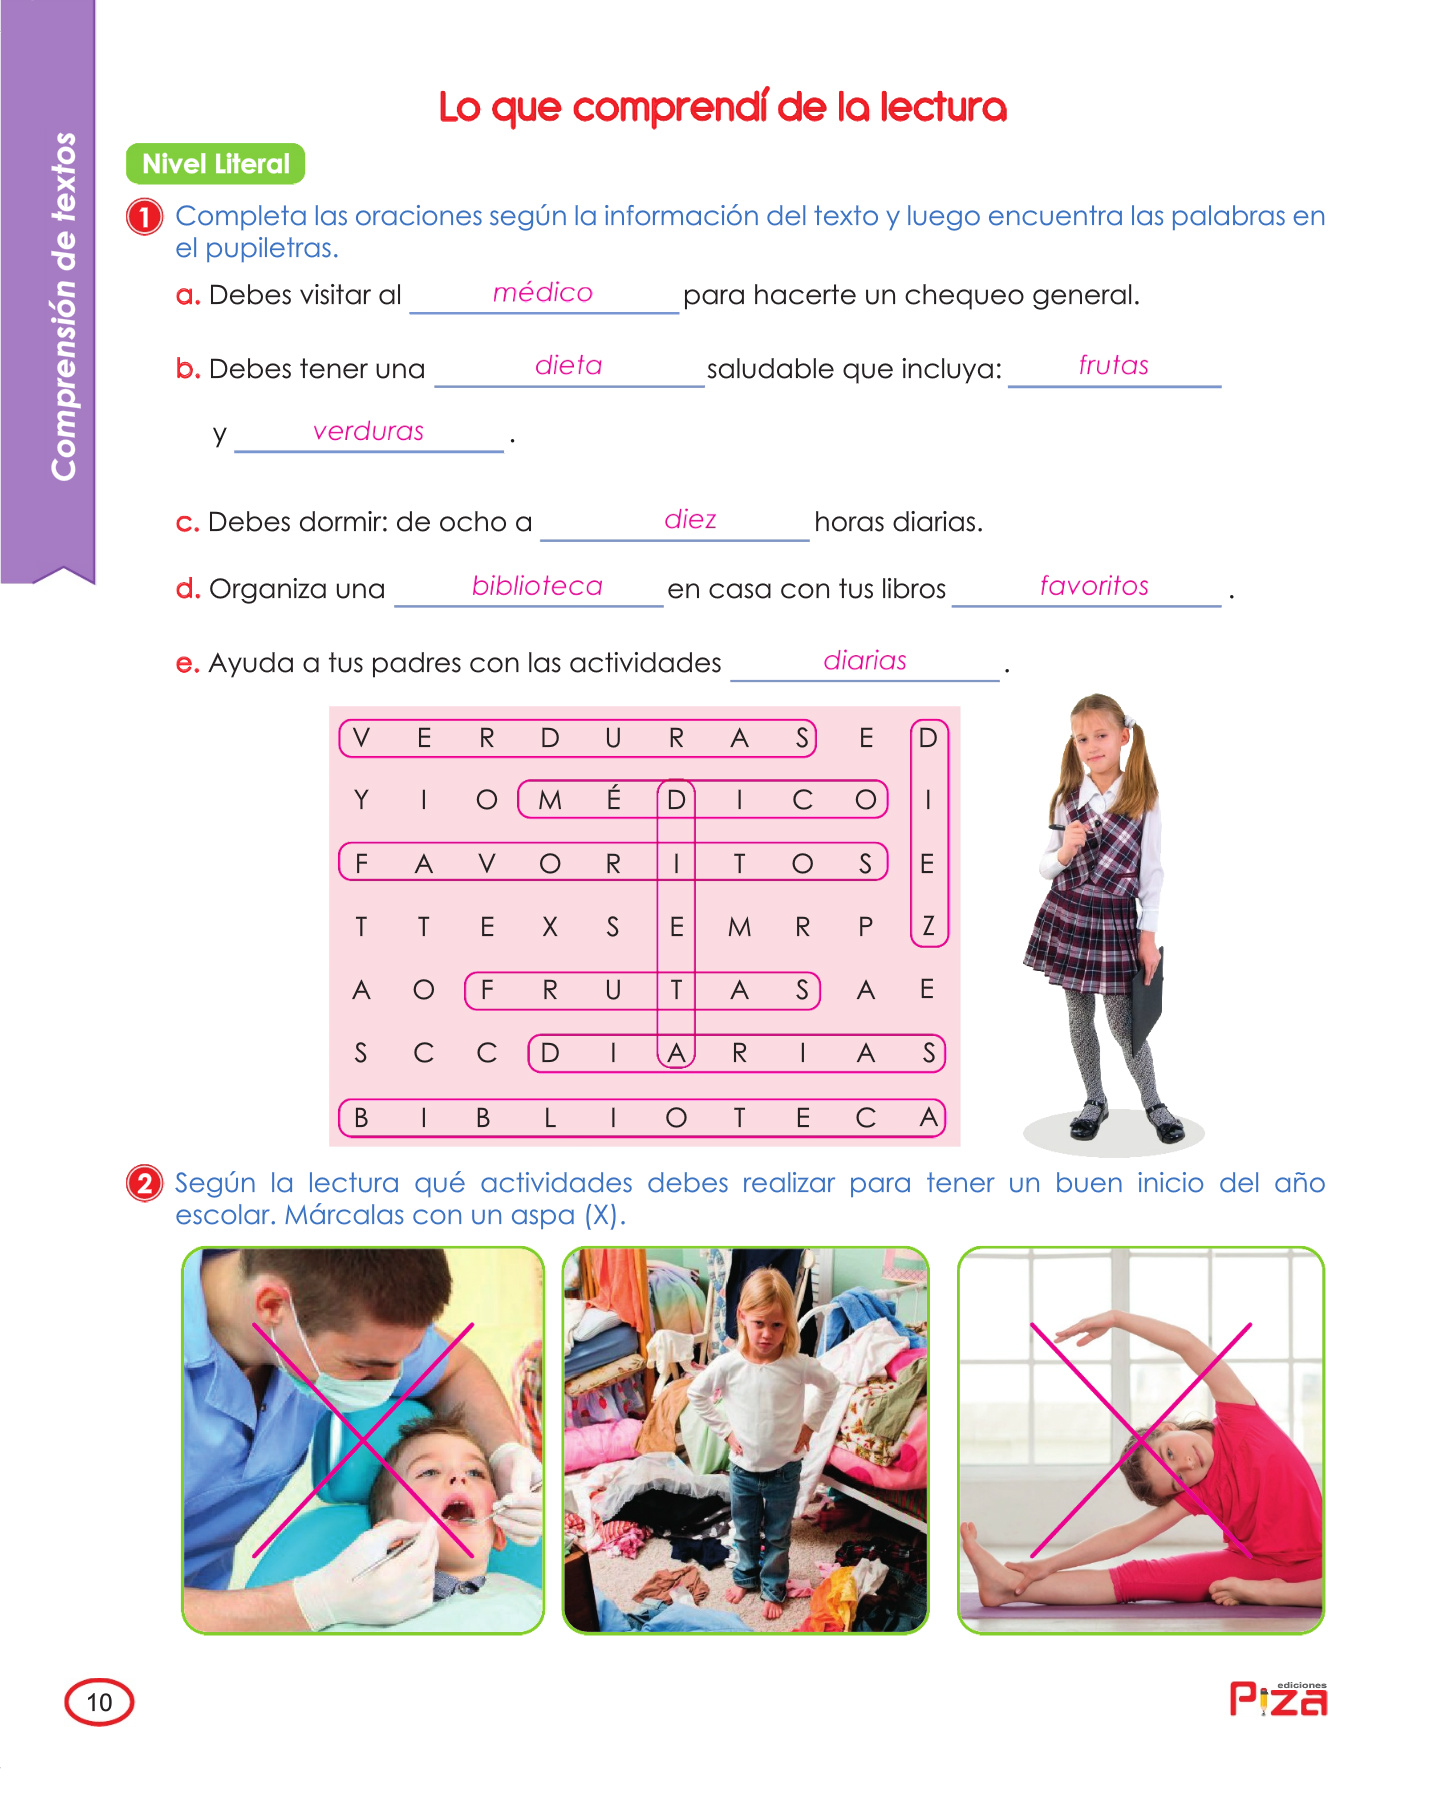 Comprensión de textos
Lo que comprendí de la lectura
Nivel Literal
1 Completa las oraciones según la información del texto y luego encuentra las palabras en
el pupiletras.
a. Debes visitar al médico para hacerte un chequeo general.
b. Debes tener una dieta saludable que incluya: frutas
y verduras .
c. Debes dormir: de ocho a diez horas diarias.
d. Organiza una biblioteca en casa con tus libros favoritos .
e. Ayuda a tus padres con las actividades diarias .
V E R D U R A S E D
Y I O M É D I C O I
F A V O R I T O S E
T T E X S E M R P Z
A O F R U T A S A E
S C C D I A R I A S
B I B L I O T E C A
2 Según la lectura qué actividades debes realizar para tener un buen inicio del año
escolar. Márcalas con un aspa (X).
10
ediciones
Piza